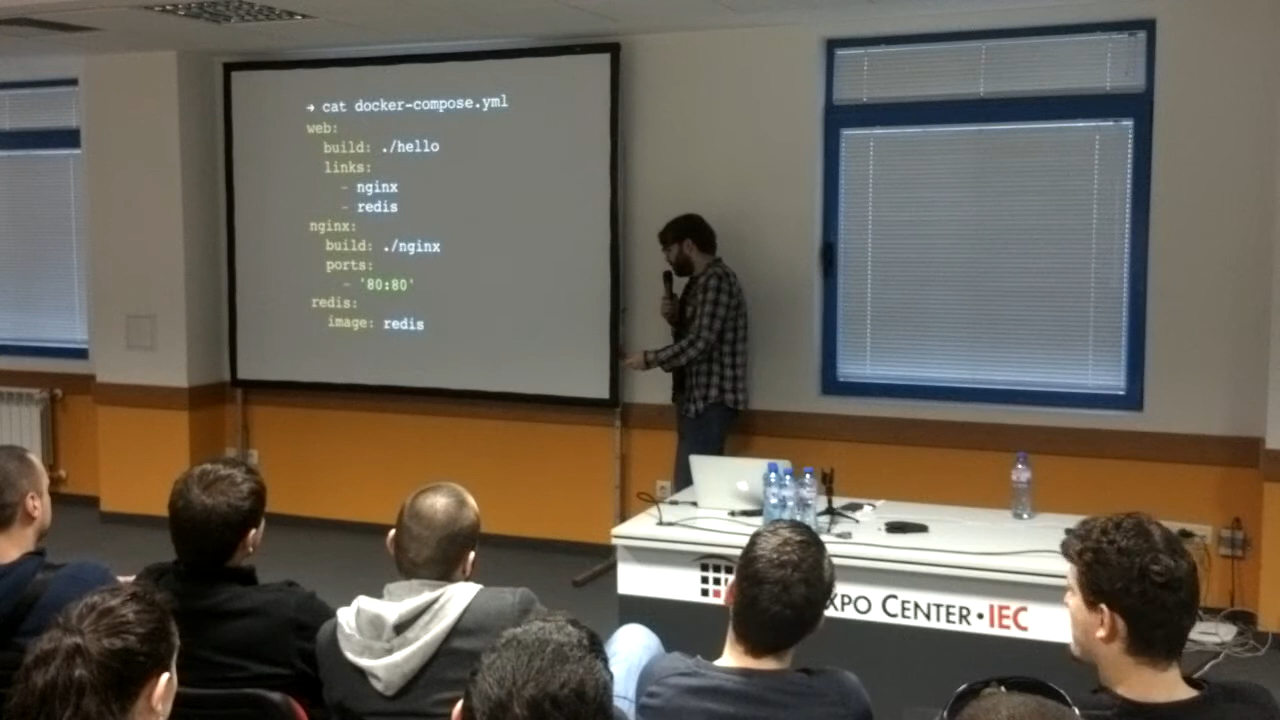 → cat docker-compose.yml
web:
  build: ./hello
  links:
    - nginx
    - redis
nginx:
  build: ./nginx
  ports:
    - '80:80'
redis:
  image: redis
CENTER•IEC